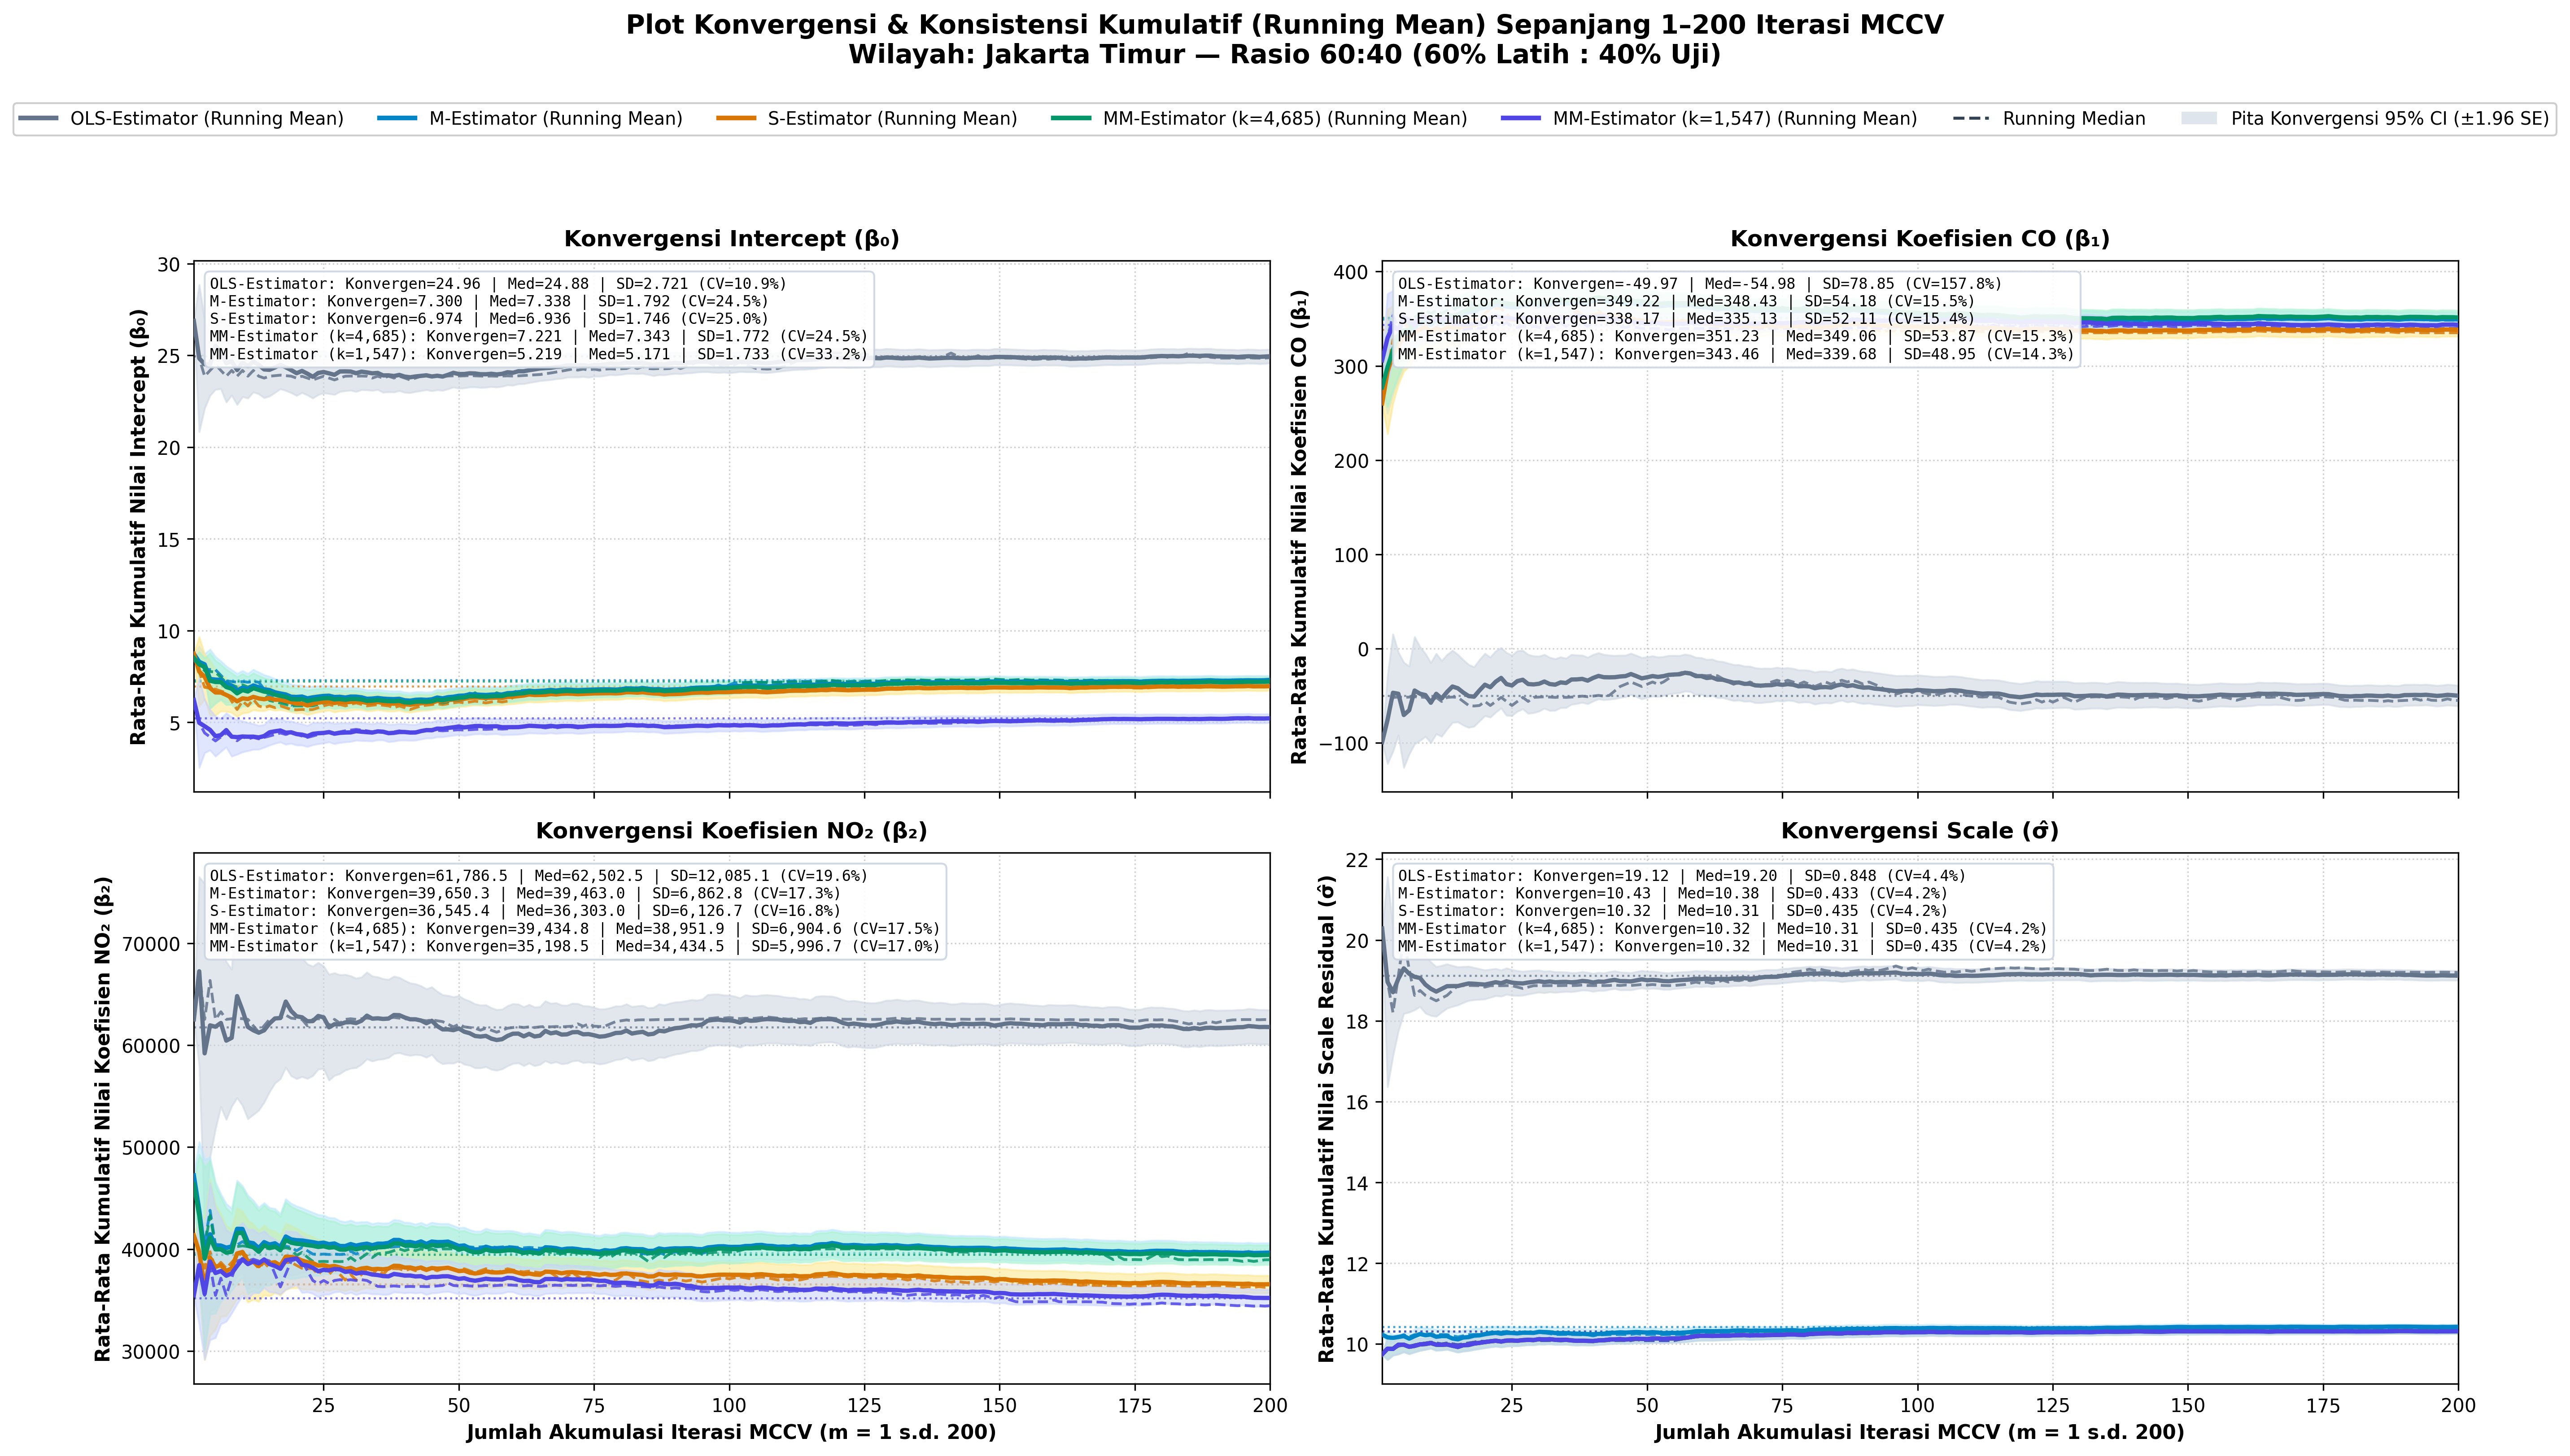 Plot Konvergensi & Konsistensi Kumulatif (Running Mean) Sepanjang 1–200 Iterasi MCCV
Wilayah: Jakarta Timur — Rasio 60:40 (60% Latih : 40% Uji)
OLS-Estimator (Running Mean)
M-Estimator (Running Mean)
S-Estimator (Running Mean)
MM-Estimator (k=4,685) (Running Mean)
MM-Estimator (k=1,547) (Running Mean)
Running Median
Pita Konvergensi 95% CI (±1.96 SE)
Konvergensi Intercept (β₀)
Rata-Rata Kumulatif Nilai Intercept (β₀)
30
25
20
15
10
5
OLS-Estimator: Konvergen=24.96 | Med=24.88 | SD=2.721 (CV=10.9%)
M-Estimator: Konvergen=7.300 | Med=7.338 | SD=1.792 (CV=24.5%)
S-Estimator: Konvergen=6.974 | Med=6.936 | SD=1.746 (CV=25.0%)
MM-Estimator (k=4,685): Konvergen=7.221 | Med=7.343 | SD=1.772 (CV=24.5%)
MM-Estimator (k=1,547): Konvergen=5.219 | Med=5.171 | SD=1.733 (CV=33.2%)
Konvergensi Koefisien CO (β₁)
Rata-Rata Kumulatif Nilai Koefisien CO (β₁)
400
300
200
100
0
−100
OLS-Estimator: Konvergen=-49.97 | Med=-54.98 | SD=78.85 (CV=157.8%)
M-Estimator: Konvergen=349.22 | Med=348.43 | SD=54.18 (CV=15.5%)
S-Estimator: Konvergen=338.17 | Med=335.13 | SD=52.11 (CV=15.4%)
MM-Estimator (k=4,685): Konvergen=351.23 | Med=349.06 | SD=53.87 (CV=15.3%)
MM-Estimator (k=1,547): Konvergen=343.46 | Med=339.68 | SD=48.95 (CV=14.3%)
Konvergensi Koefisien NO₂ (β₂)
Rata-Rata Kumulatif Nilai Koefisien NO₂ (β₂)
70000
60000
50000
40000
30000
OLS-Estimator: Konvergen=61,786.5 | Med=62,502.5 | SD=12,085.1 (CV=19.6%)
M-Estimator: Konvergen=39,650.3 | Med=39,463.0 | SD=6,862.8 (CV=17.3%)
S-Estimator: Konvergen=36,545.4 | Med=36,303.0 | SD=6,126.7 (CV=16.8%)
MM-Estimator (k=4,685): Konvergen=39,434.8 | Med=38,951.9 | SD=6,904.6 (CV=17.5%)
MM-Estimator (k=1,547): Konvergen=35,198.5 | Med=34,434.5 | SD=5,996.7 (CV=17.0%)
25 50 75 100 125 150 175 200
Jumlah Akumulasi Iterasi MCCV (m = 1 s.d. 200)
Konvergensi Scale (σ̂)
Rata-Rata Kumulatif Nilai Scale Residual (σ̂)
22
20
18
16
14
12
10
OLS-Estimator: Konvergen=19.12 | Med=19.20 | SD=0.848 (CV=4.4%)
M-Estimator: Konvergen=10.43 | Med=10.38 | SD=0.433 (CV=4.2%)
S-Estimator: Konvergen=10.32 | Med=10.31 | SD=0.435 (CV=4.2%)
MM-Estimator (k=4,685): Konvergen=10.32 | Med=10.31 | SD=0.435 (CV=4.2%)
MM-Estimator (k=1,547): Konvergen=10.32 | Med=10.31 | SD=0.435 (CV=4.2%)
25 50 75 100 125 150 175 200
Jumlah Akumulasi Iterasi MCCV (m = 1 s.d. 200)